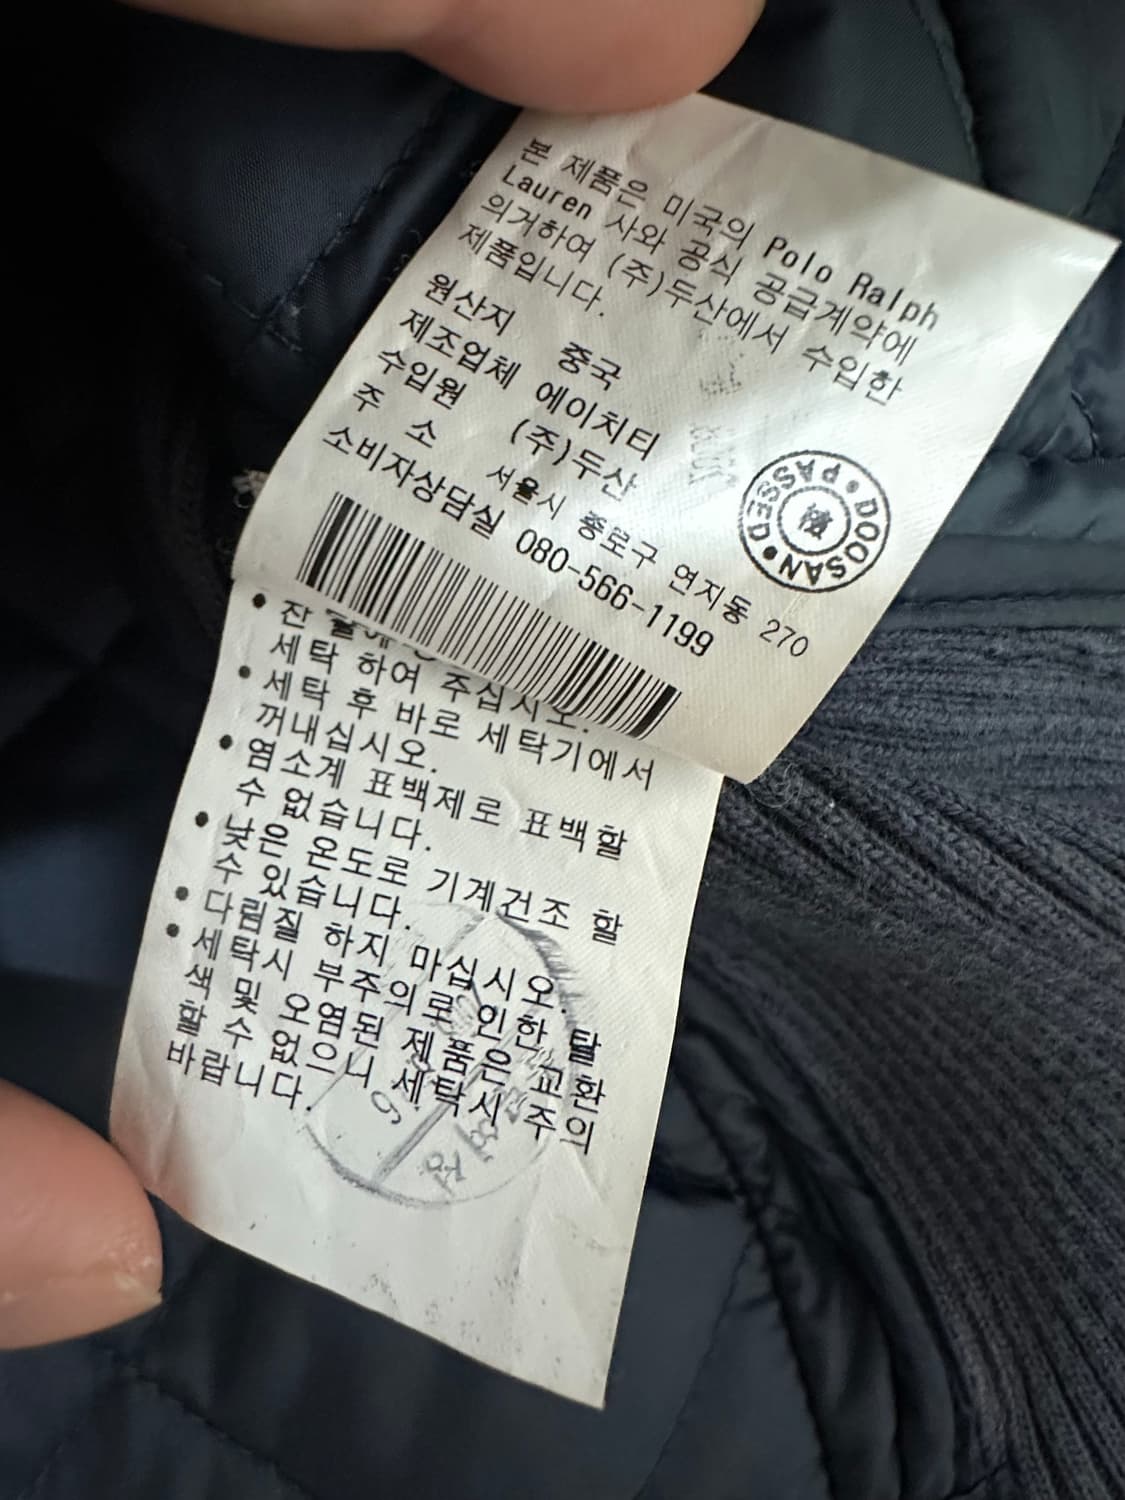 본 제품은 미국의 Polo Ralph
Lauren 사와 공식 공급계약에
의거하여 (주)두산에서 수입한
제품입니다.
원산지 중국
제조업체 에이치티
수입원 (주)두산
주 소 서울시 종로구 연지동 270
소비자상담실 080-566-1199
DOOSAN • PASSED •
세탁 하여 주십시오.
• 세탁 후 바로 세탁기에서
꺼내십시오.
• 염소계 표백제로 표백할
수 없습니다.
• 낮은 온도로 기계건조 할
수 있습니다.
• 다림질 하지 마십시오.
• 세탁시 부주의로 인한 탈
색 및 오염된 제품은 교환
할 수 없으니 세탁시 주의
바랍니다.